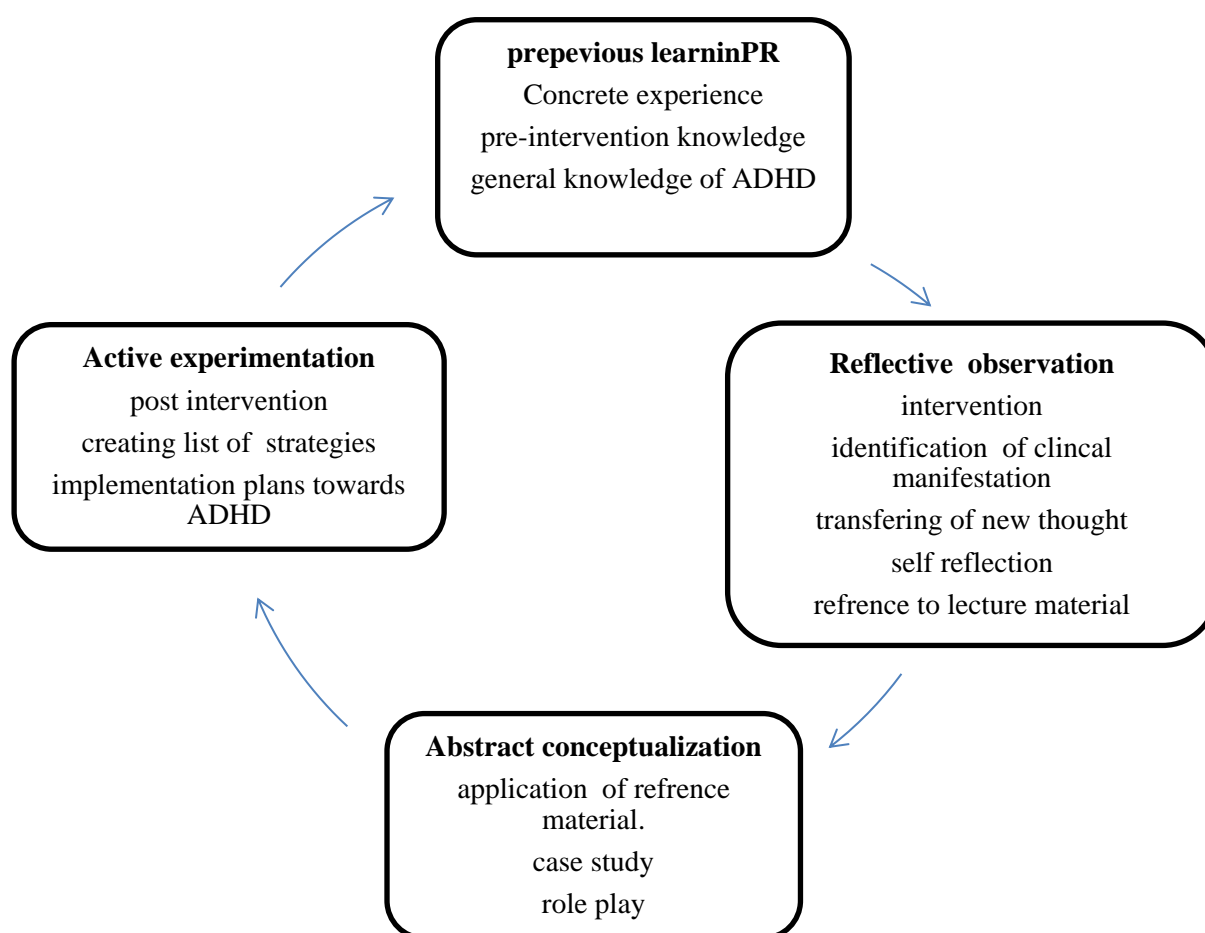 prepevious learninPR
Concrete experience
pre-intervention knowledge
general knowledge of ADHD
Active experimentation
post intervention
creating list of strategies
implementation plans towards
ADHD
Reflective observation
intervention
identification of clincal
manifestation
transfering of new thought
self reflection
refrence to lecture material
Abstract conceptualization
application of refrence
material.
case study
role play